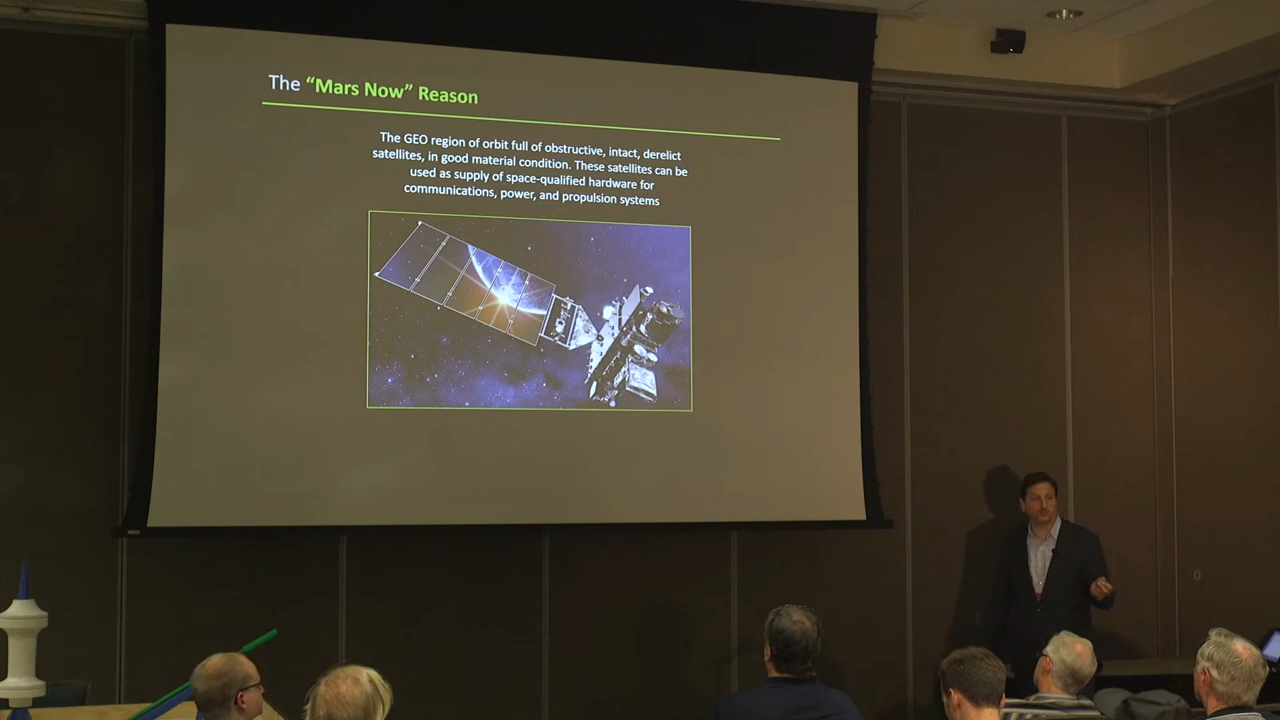 The “Mars Now” Reason
The GEO region of orbit full of obstructive, intact, derelict
satellites, in good material condition. These satellites can be
used as supply of space-qualified hardware for
communications, power, and propulsion systems